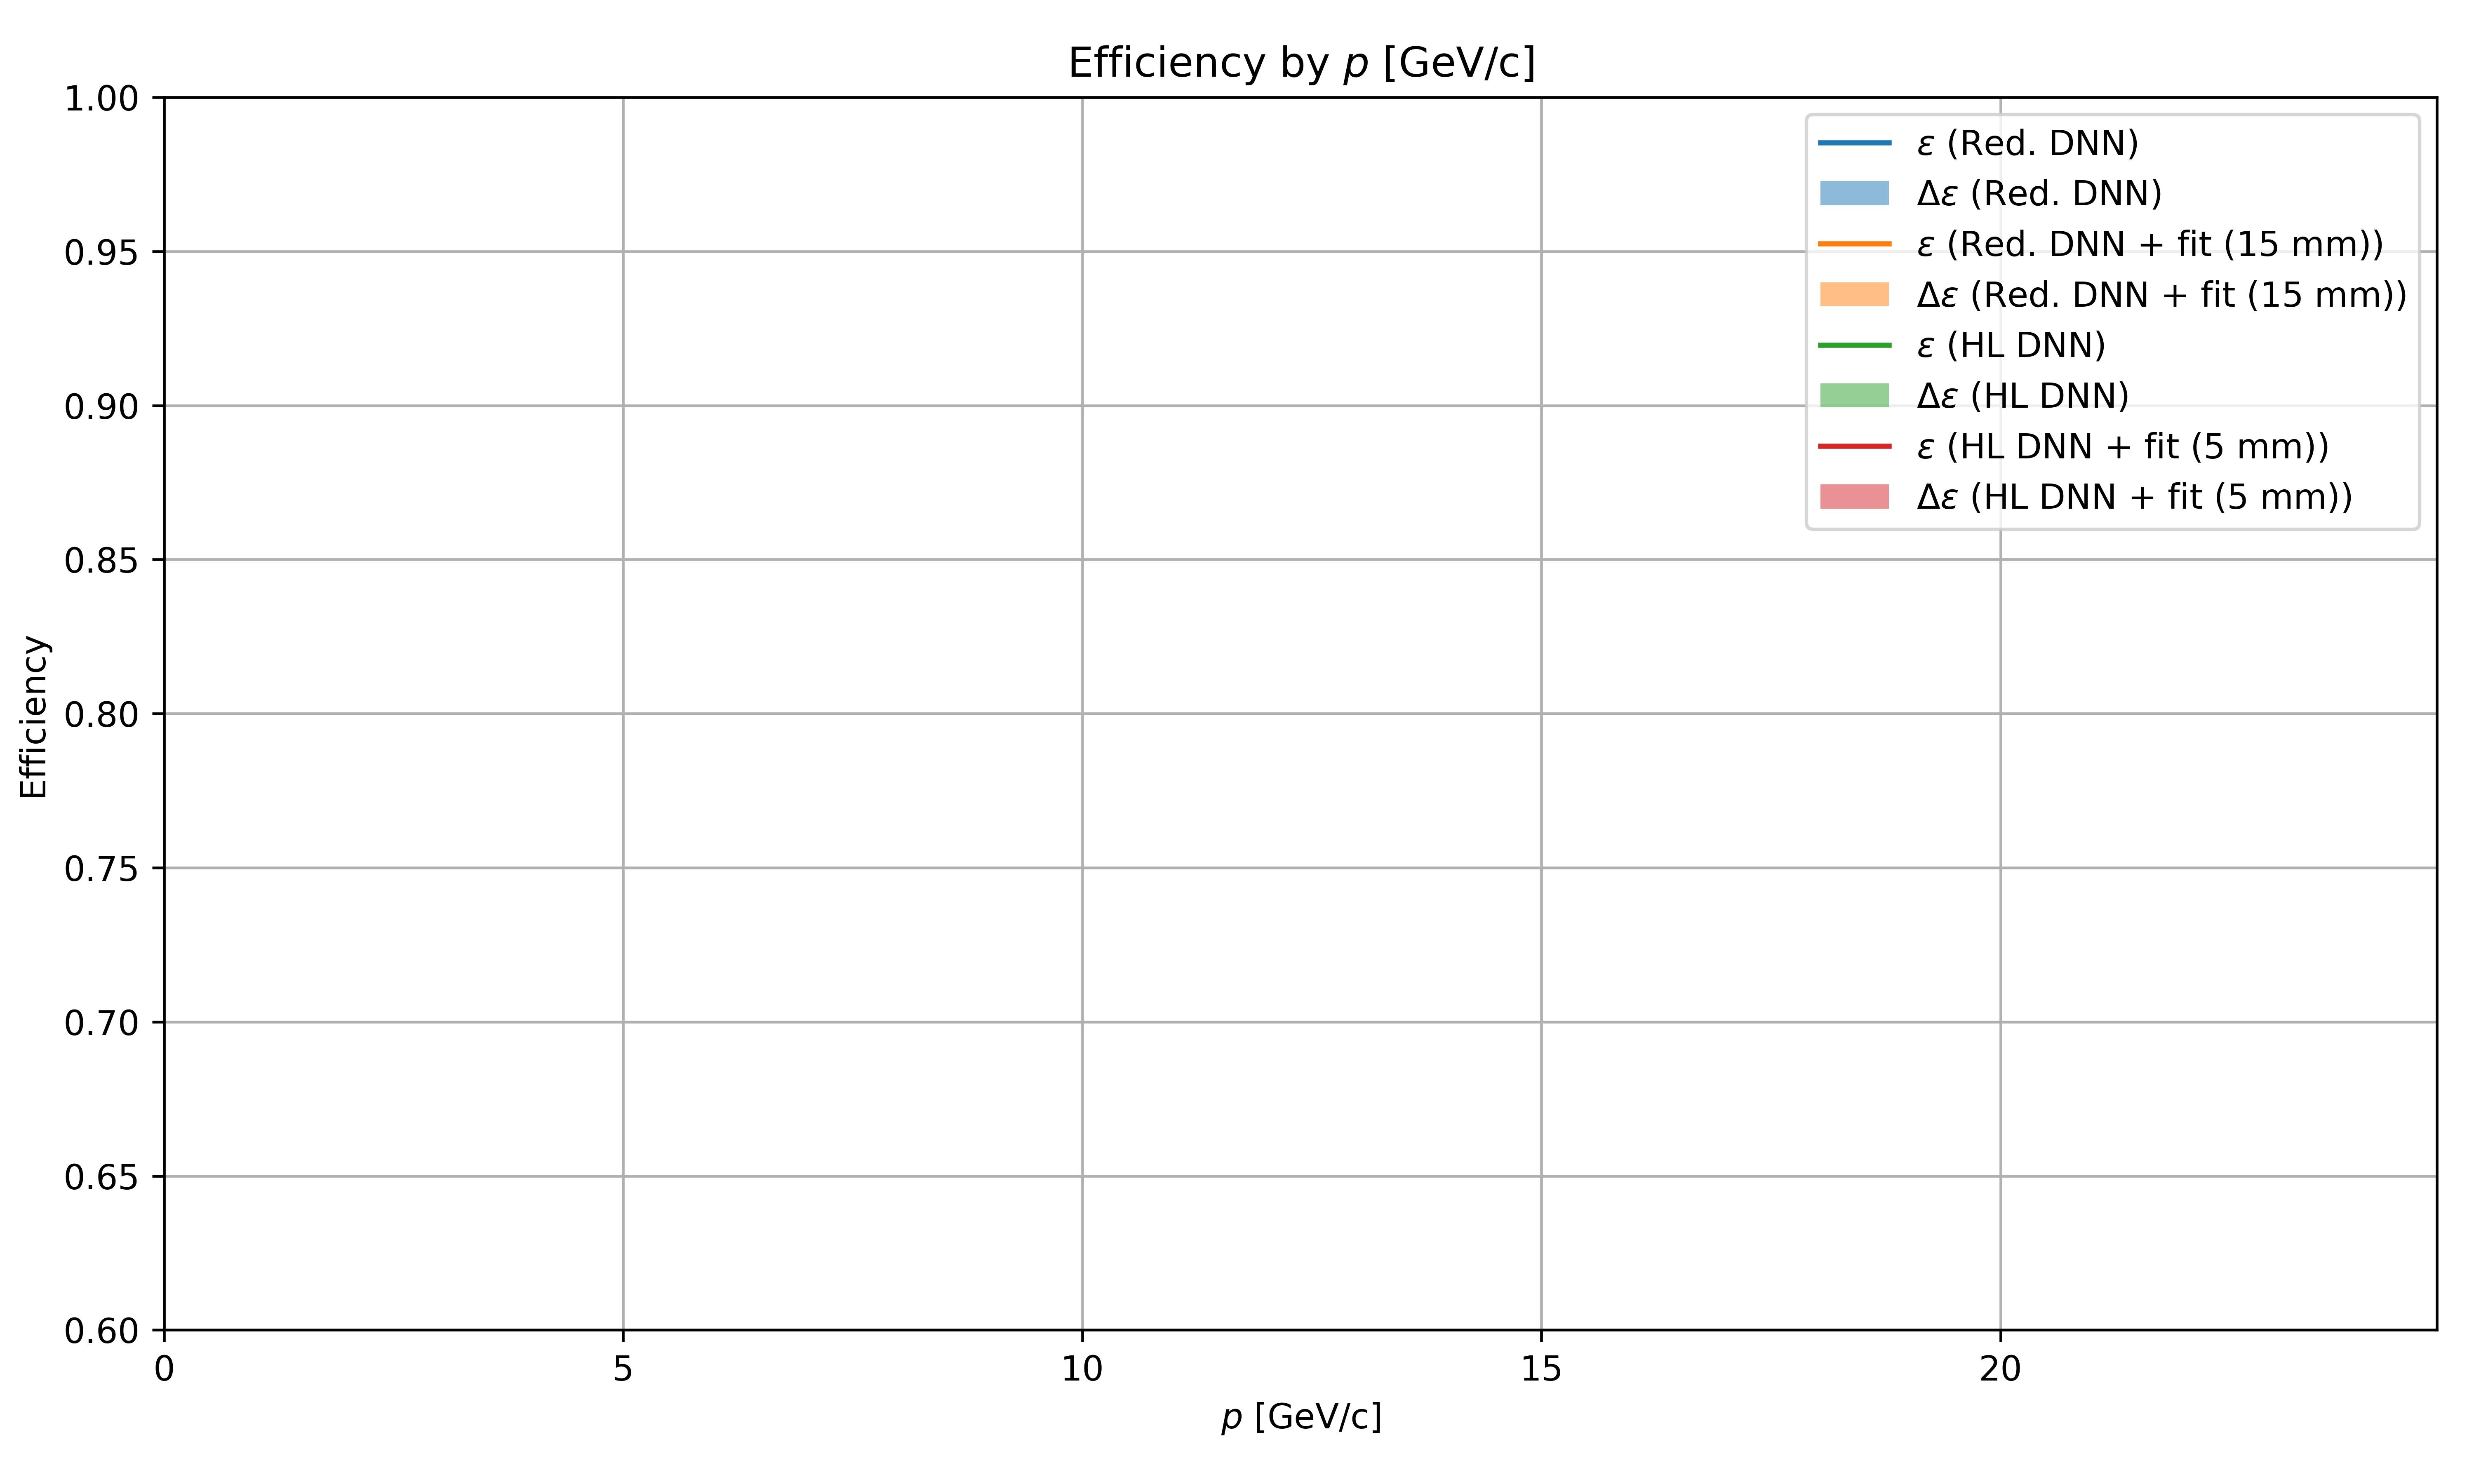 Efficiency by p [GeV/c]
1.00
0.95
0.90
0.85
0.80
0.75
0.70
0.65
0.60
Efficiency
ε (Red. DNN)
Δε (Red. DNN)
ε (Red. DNN + fit (15 mm))
Δε (Red. DNN + fit (15 mm))
ε (HL DNN)
Δε (HL DNN)
ε (HL DNN + fit (5 mm))
Δε (HL DNN + fit (5 mm))
0 5 10 15 20
p [GeV/c]